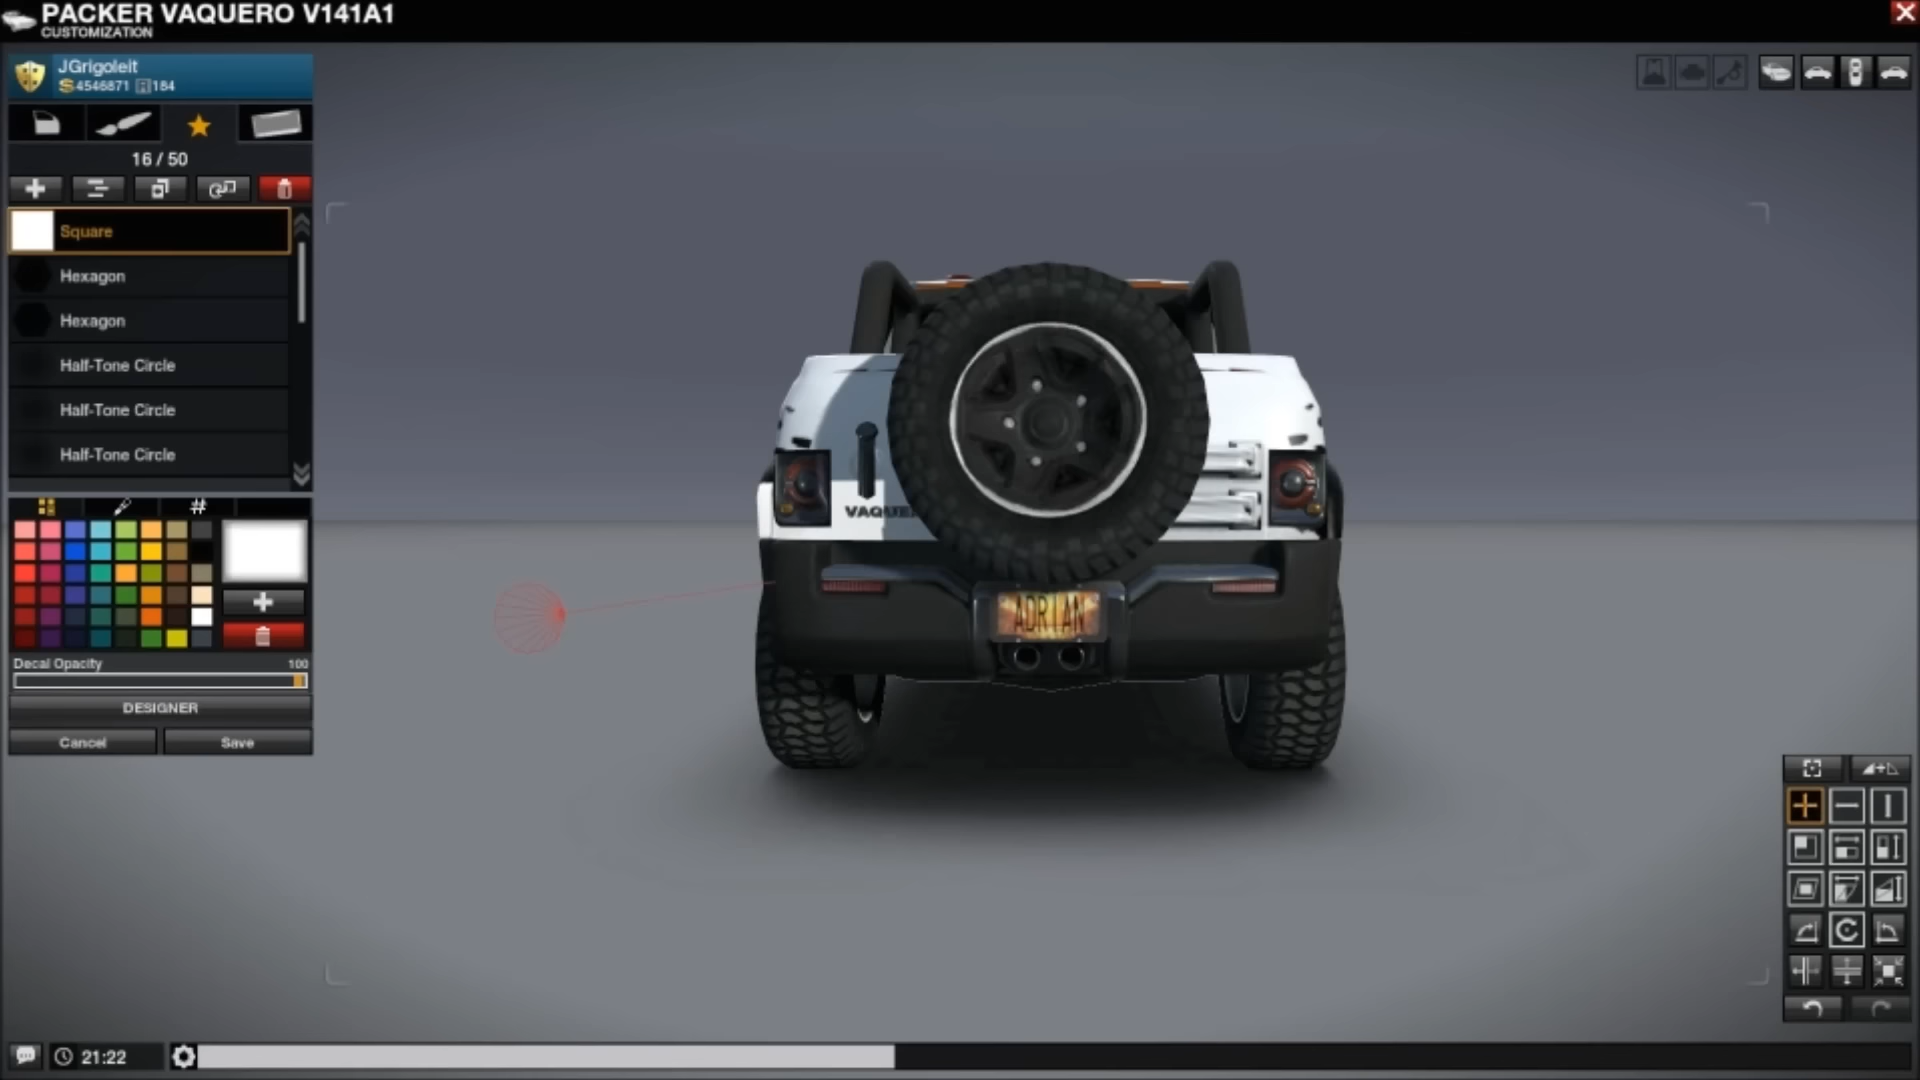 PACKER VAQUERO V141A1
CUSTOMIZATION
JGrigoleit
$4546871 184
16 / 50
Square
Hexagon
Hexagon
Half-Tone Circle
Half-Tone Circle
Half-Tone Circle
#
Decal Opacity 100
DESIGNER
Cancel Save
VAQUE
ADRIAN
21:22